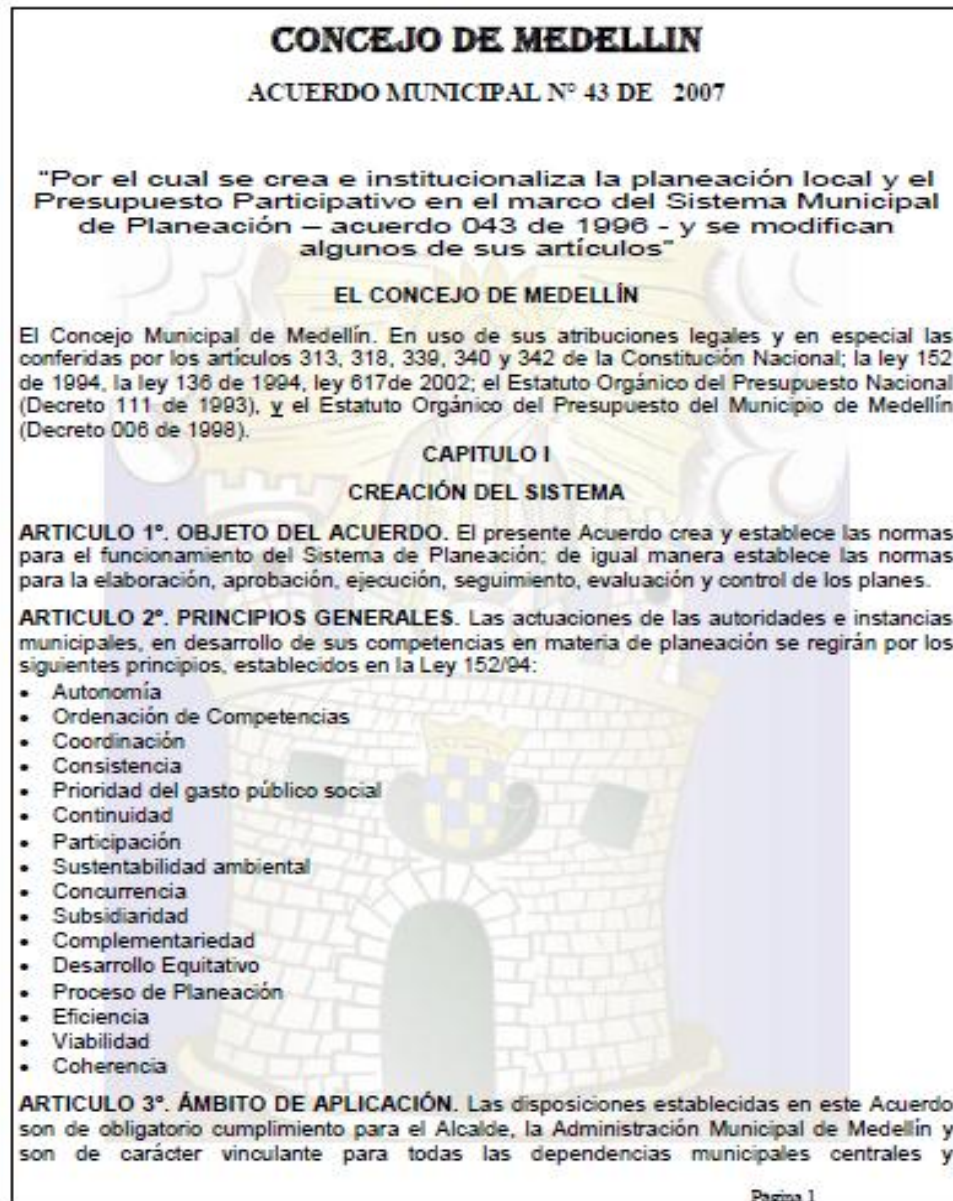 CONCEJO DE MEDELLIN
ACUERDO MUNICIPAL N° 43 DE 2007
"Por el cual se crea e institucionaliza la planeación local y el
Presupuesto Participativo en el marco del Sistema Municipal
de Planeación – acuerdo 043 de 1996 - y se modifican
algunos de sus artículos"
EL CONCEJO DE MEDELLÍN
El Concejo Municipal de Medellín. En uso de sus atribuciones legales y en especial las
conferidas por los artículos 313, 318, 339, 340 y 342 de la Constitución Nacional; la ley 152
de 1994, la ley 136 de 1994, ley 617de 2002; el Estatuto Orgánico del Presupuesto Nacional
(Decreto 111 de 1993), y el Estatuto Orgánico del Presupuesto del Municipio de Medellín
(Decreto 006 de 1998).
CAPITULO I
CREACIÓN DEL SISTEMA
ARTICULO 1°. OBJETO DEL ACUERDO. El presente Acuerdo crea y establece las normas
para el funcionamiento del Sistema de Planeación; de igual manera establece las normas
para la elaboración, aprobación, ejecución, seguimiento, evaluación y control de los planes.
ARTICULO 2°. PRINCIPIOS GENERALES. Las actuaciones de las autoridades e instancias
municipales, en desarrollo de sus competencias en materia de planeación se regirán por los
siguientes principios, establecidos en la Ley 152/94:
• Autonomía
• Ordenación de Competencias
• Coordinación
• Consistencia
• Prioridad del gasto público social
• Continuidad
• Participación
• Sustentabilidad ambiental
• Concurrencia
• Subsidiaridad
• Complementariedad
• Desarrollo Equitativo
• Proceso de Planeación
• Eficiencia
• Viabilidad
• Coherencia
ARTICULO 3°. ÁMBITO DE APLICACIÓN. Las disposiciones establecidas en este Acuerdo
son de obligatorio cumplimiento para el Alcalde, la Administración Municipal de Medellín y
son de carácter vinculante para todas las dependencias municipales centrales y
Página 1